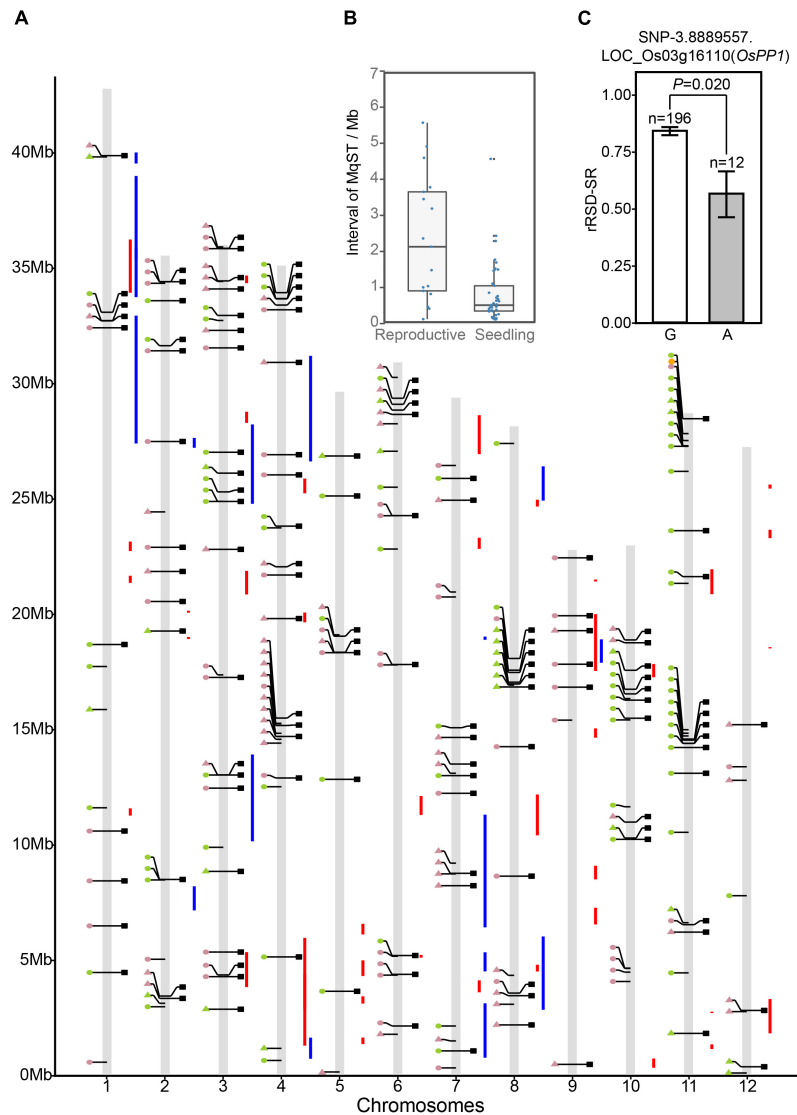 A
B
C
SNP-3.8889557.
LOC_Os03g16110(OsPP1)
7
6
5
4
3
2
1
0
Interval of MqST / Mb
Reproductive
Seedling
1.00
0.75
0.50
0.25
0.00
rRSD-SR
P=0.020
n=196
n=12
G
A
40Mb
35Mb
30Mb
25Mb
20Mb
15Mb
10Mb
5Mb
0Mb
1 2 3 4 5 6 7 8 9 10 11 12
Chromosomes